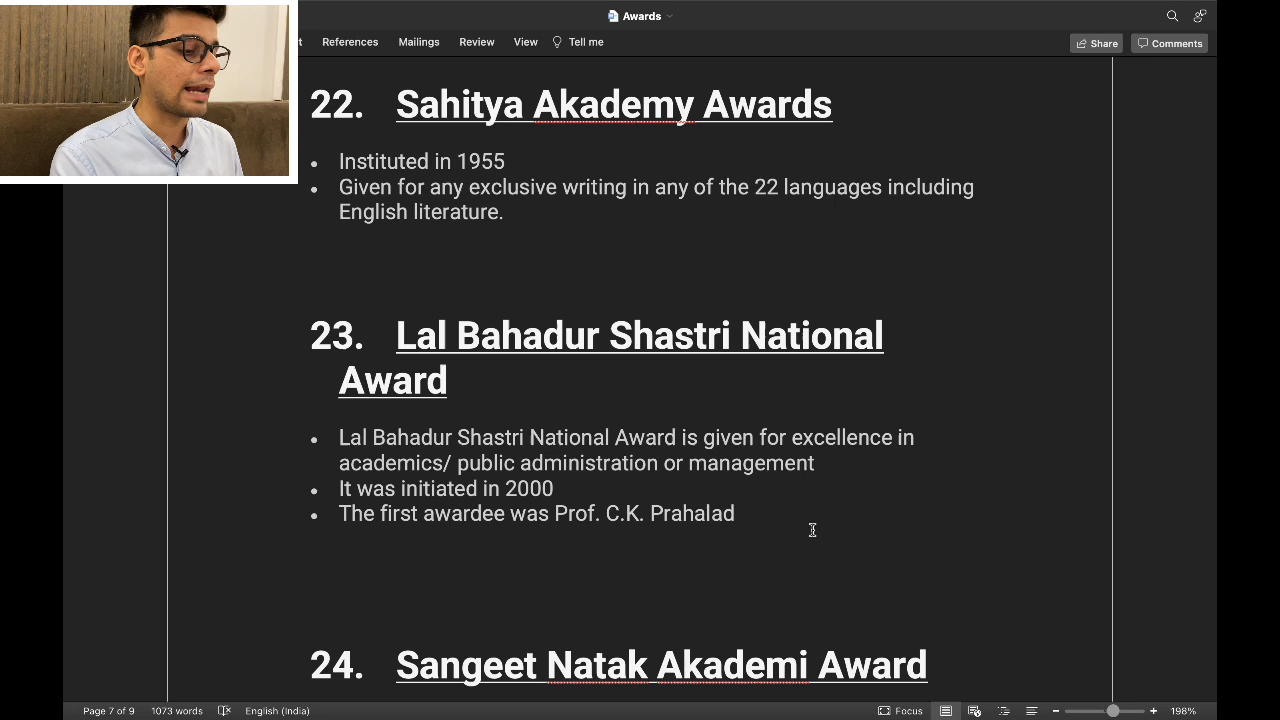 Awards
t References Mailings Review View Tell me Share Comments
22. Sahitya Akademy Awards
• Instituted in 1955
• Given for any exclusive writing in any of the 22 languages including
English literature.
23. Lal Bahadur Shastri National
Award
• Lal Bahadur Shastri National Award is given for excellence in
academics/ public administration or management
• It was initiated in 2000
• The first awardee was Prof. C.K. Prahalad
24. Sangeet Natak Akademi Award
Page 7 of 9 1073 words English (India) Focus 198%